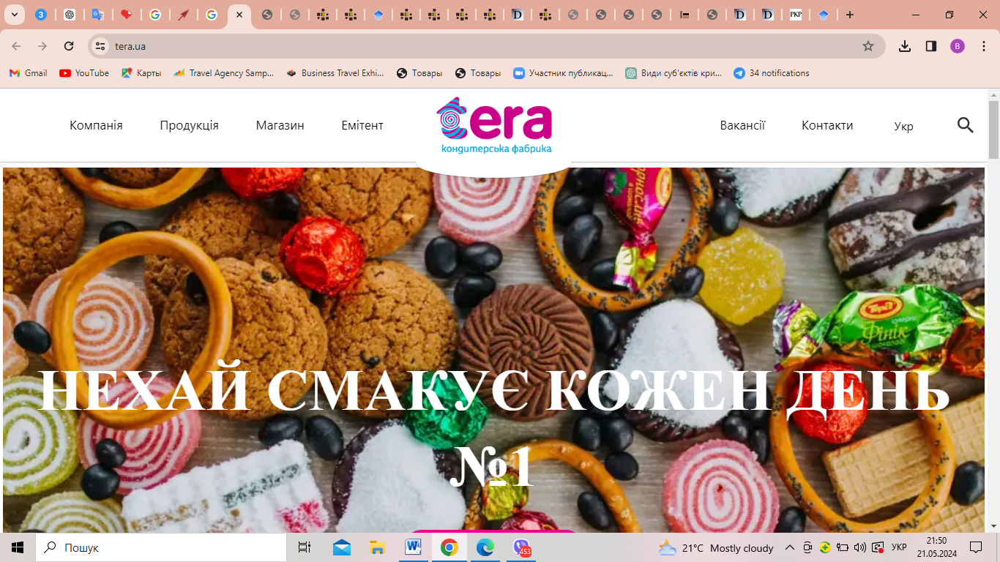 3
tera.ua
Gmail
YouTube
Карты
Travel Agency Samp...
Business Travel Exhi...
Товары
Товары
Участник публикац...
Види суб'єктів кри...
34 notifications
Компанія
Продукція
Магазин
Емітент
tera
кондитерська фабрика
Вакансії
Контакти
Укр
Фінік
НЕХАЙ СМАКУЄ КОЖЕН ДЕНЬ
№1
Пошук
453
21°C Mostly cloudy
УКР
21:50
21.05.2024